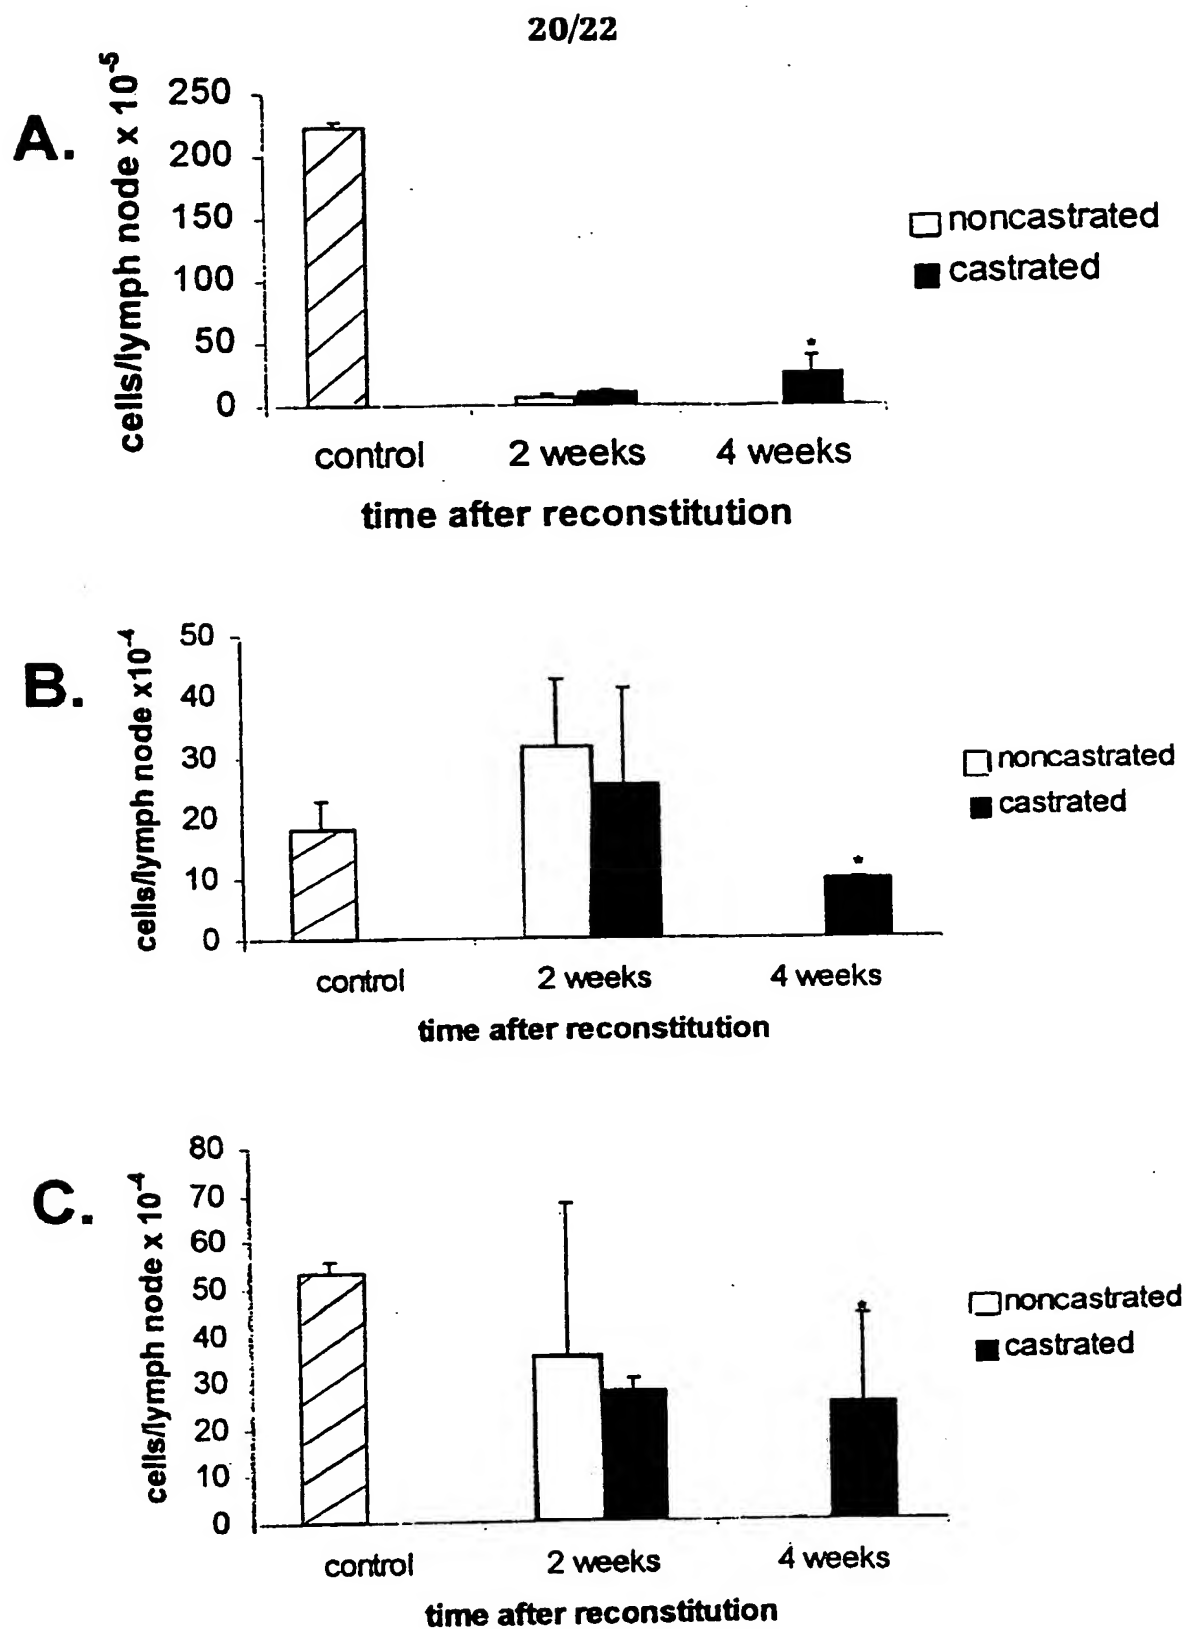 20/22
A.
cells/lymph node x 10-5
250
200
150
100
50
0
control
2 weeks
4 weeks
time after reconstitution
noncastrated
castrated
*
B.
cells/lymph node x10-4
50
40
30
20
10
0
control
2 weeks
4 weeks
time after reconstitution
noncastrated
castrated
*
C.
cells/lymph node x 10-4
80
70
60
50
40
30
20
10
0
control
2 weeks
4 weeks
time after reconstitution
noncastrated
castrated
*